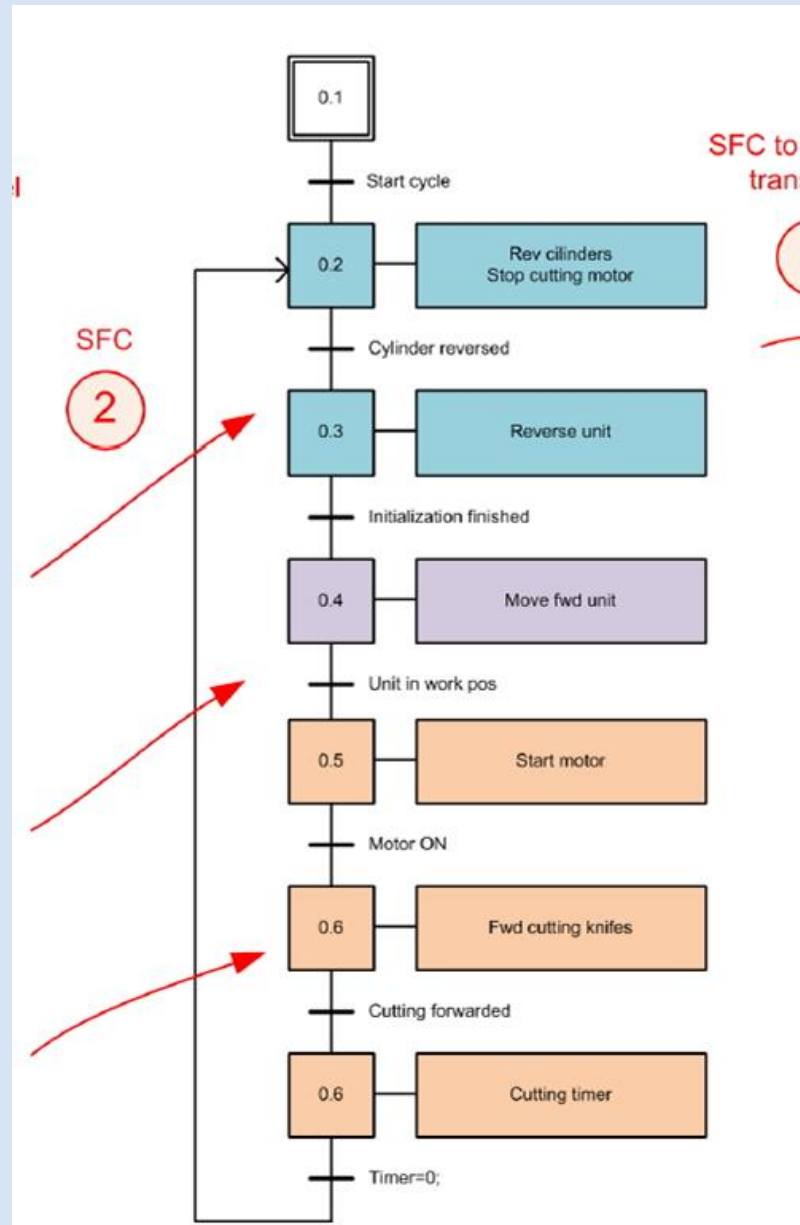 0.1
Start cycle
SFC to
0.2
Rev cilinders
Stop cutting motor
SFC
2
Cylinder reversed
0.3
Reverse unit
Initialization finished
0.4
Move fwd unit
Unit in work pos
0.5
Start motor
Motor ON
0.6
Fwd cutting knifes
Cutting forwarded
0.6
Cutting timer
Timer=0;